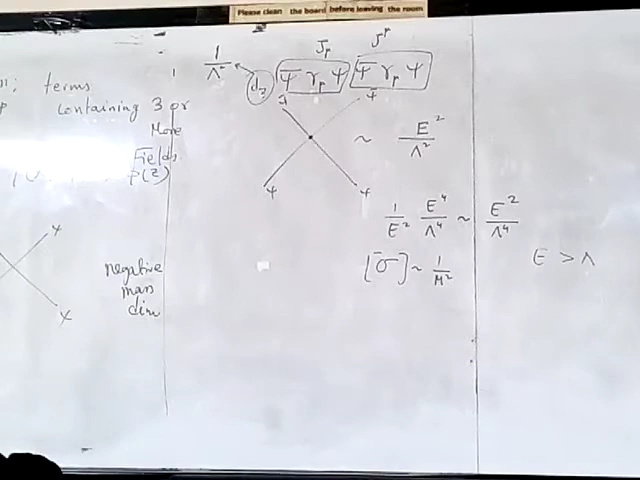 Please clean the board before leaving the room
terms
containing 3 or
More
Fields
negative
mass
dim
J_μ J^μ
1/Λ² (ψ̄ γ_μ ψ) (ψ̄ γ_μ ψ)
ψ ψ
~ E²/Λ²
1/E² E⁴/Λ⁴ ~ E²/Λ⁴
[σ] ~ 1/M²
E > Λ